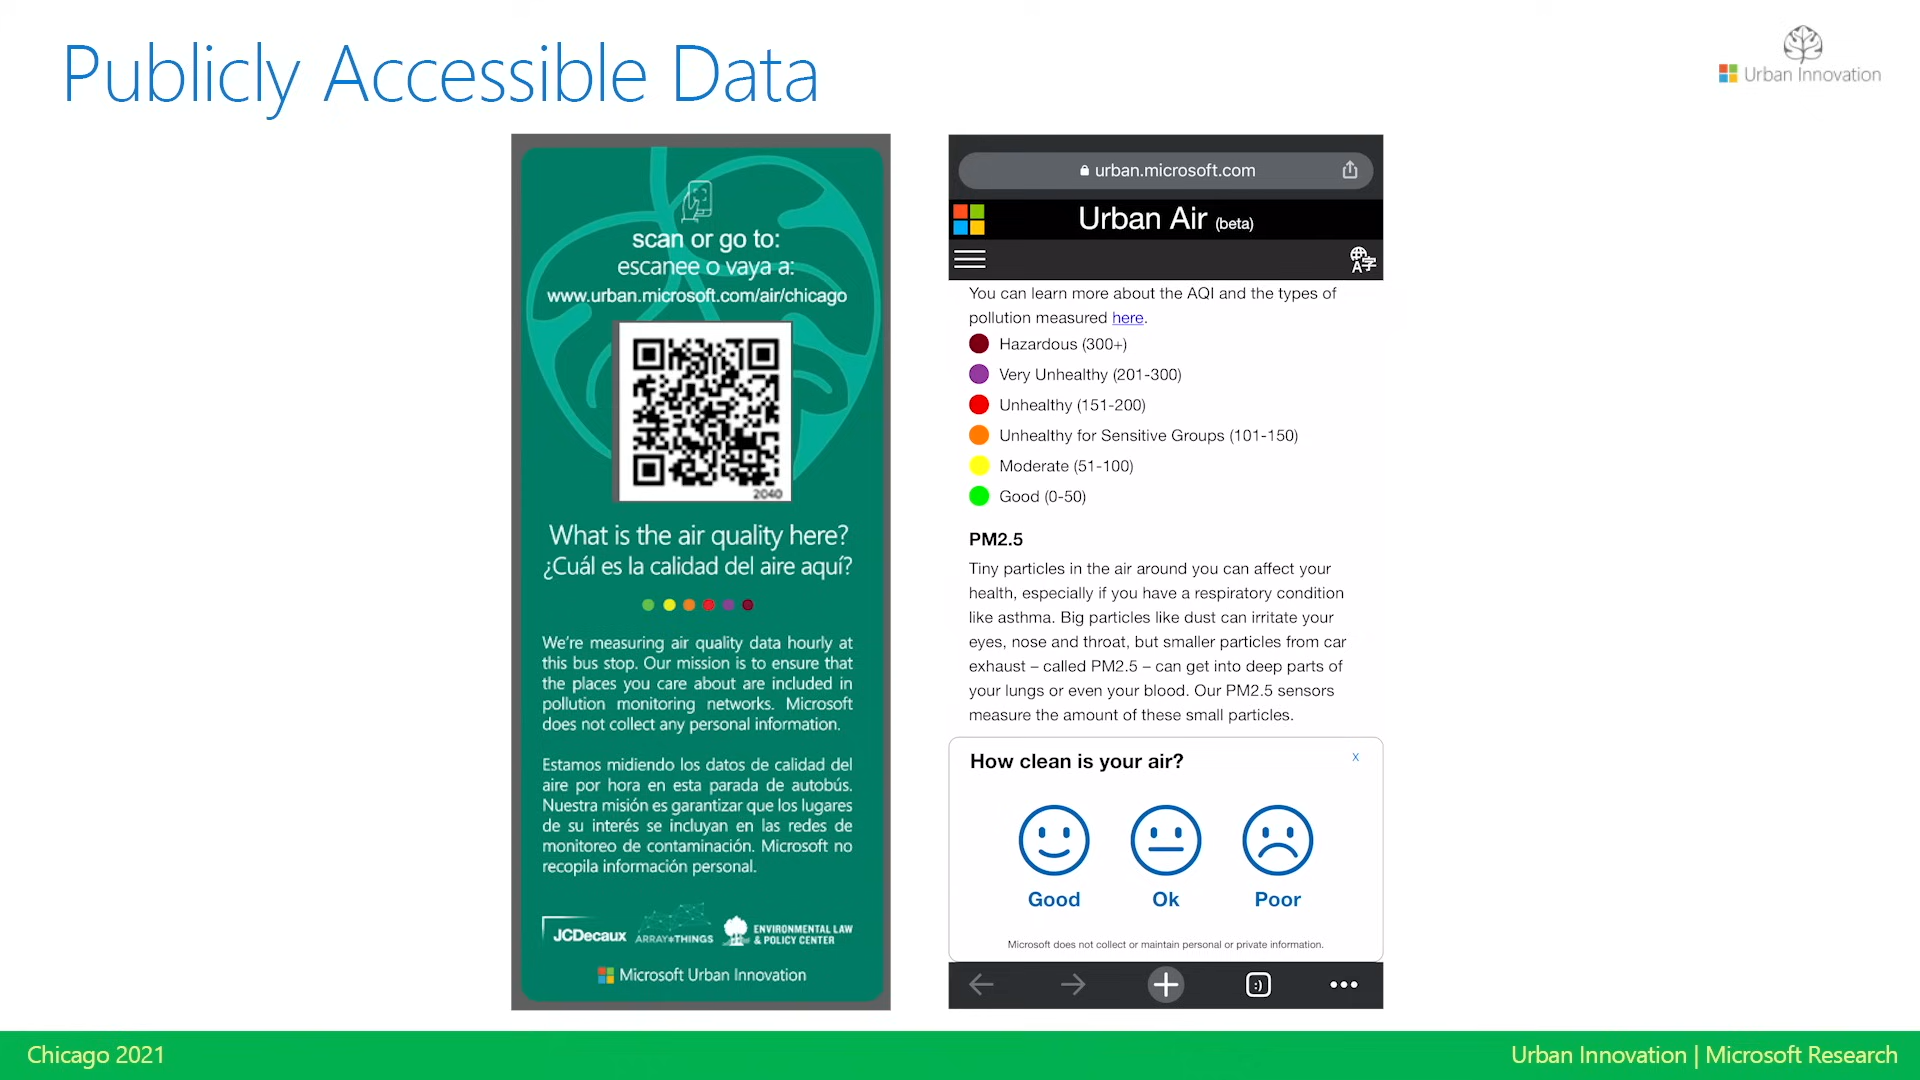 Publicly Accessible Data
Urban Innovation
scan or go to:
escanee o vaya a:
www.urban.microsoft.com/air/chicago
2040
What is the air quality here?
¿Cuál es la calidad del aire aquí?
We're measuring air quality data hourly at
this bus stop. Our mission is to ensure that
the places you care about are included in
pollution monitoring networks. Microsoft
does not collect any personal information.
Estamos midiendo los datos de calidad del
aire por hora en esta parada de autobús.
Nuestra misión es garantizar que los lugares
de su interés se incluyan en las redes de
monitoreo de contaminación. Microsoft no
recopila información personal.
JCDecaux
ARRAY of THINGS
ENVIRONMENTAL LAW
& POLICY CENTER
Microsoft Urban Innovation
urban.microsoft.com
Urban Air (beta)
A字
You can learn more about the AQI and the types of
pollution measured here.
Hazardous (300+)
Very Unhealthy (201-300)
Unhealthy (151-200)
Unhealthy for Sensitive Groups (101-150)
Moderate (51-100)
Good (0-50)
PM2.5
Tiny particles in the air around you can affect your
health, especially if you have a respiratory condition
like asthma. Big particles like dust can irritate your
eyes, nose and throat, but smaller particles from car
exhaust – called PM2.5 – can get into deep parts of
your lungs or even your blood. Our PM2.5 sensors
measure the amount of these small particles.
How clean is your air?
x
Good Ok Poor
Microsoft does not collect or maintain personal or private information.
:)
Chicago 2021
Urban Innovation | Microsoft Research